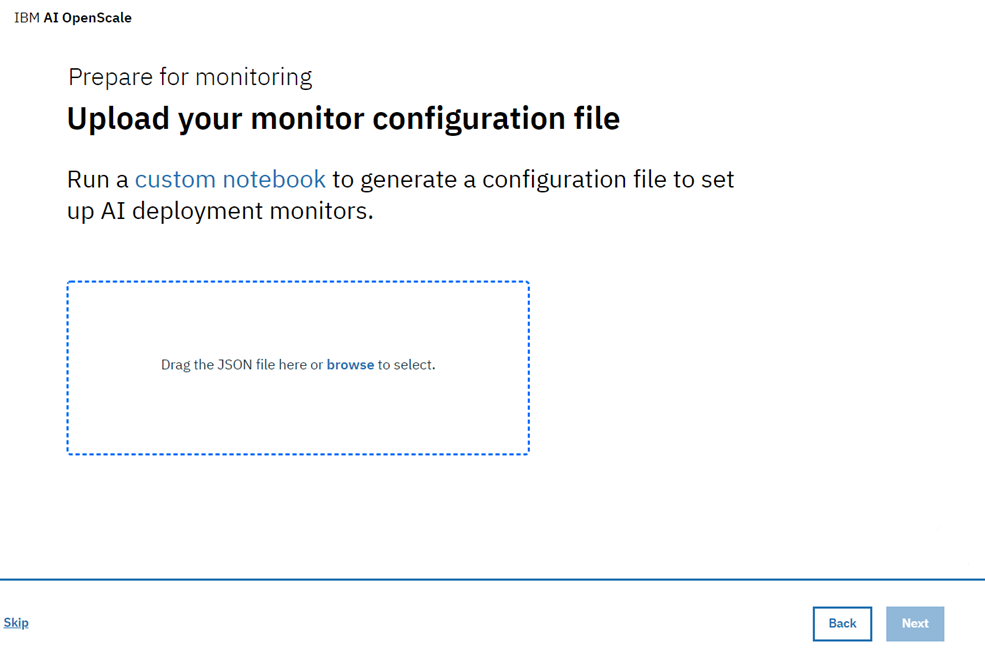 IBM AI OpenScale
Prepare for monitoring
Upload your monitor configuration file
Run a custom notebook to generate a configuration file to set
up AI deployment monitors.
Drag the JSON file here or browse to select.
Skip
Back
Next